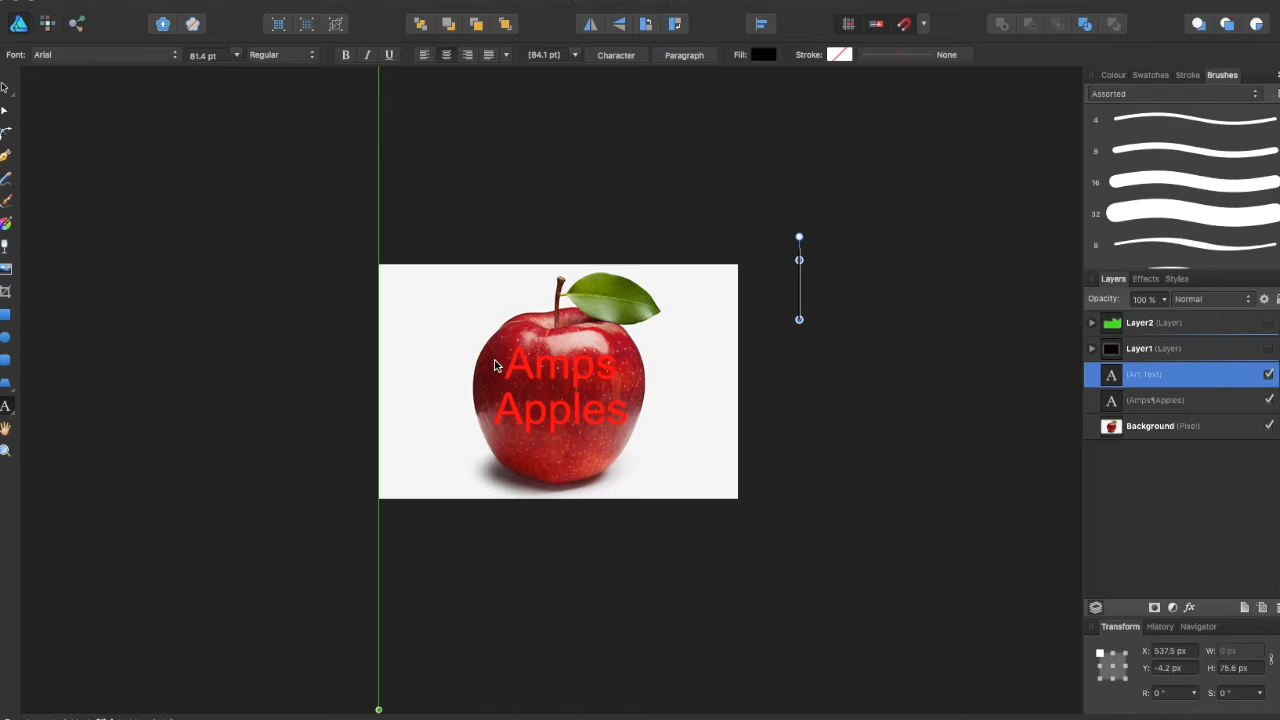 Font: Arial 81.4 pt Regular B I U [84.1 pt] Character Paragraph Fill: Stroke: None
Colour Swatches Stroke Brushes
Assorted
4
8
16
32
8
Layers Effects Styles
Opacity: 100 % Normal
Layer2 (Layer)
Layer1 (Layer)
A (Art Text)
A (Amps¶Apples)
Background (Pixel)
Amps
Apples
fx
Transform History Navigator
X: 537.5 px W: 0 px
Y: -4.2 px H: 75.6 px
R: 0 ° S: 0 °
A